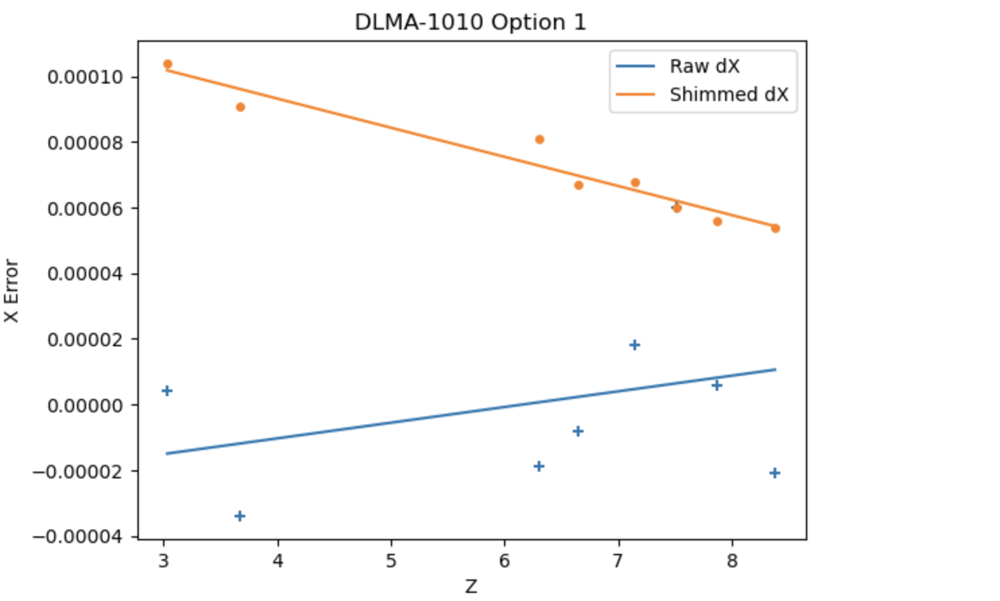 DLMA-1010 Option 1
Raw dX
Shimmed dX
0.00010
0.00008
0.00006
0.00004
0.00002
0.00000
−0.00002
−0.00004
X Error
3 4 5 6 7 8
Z